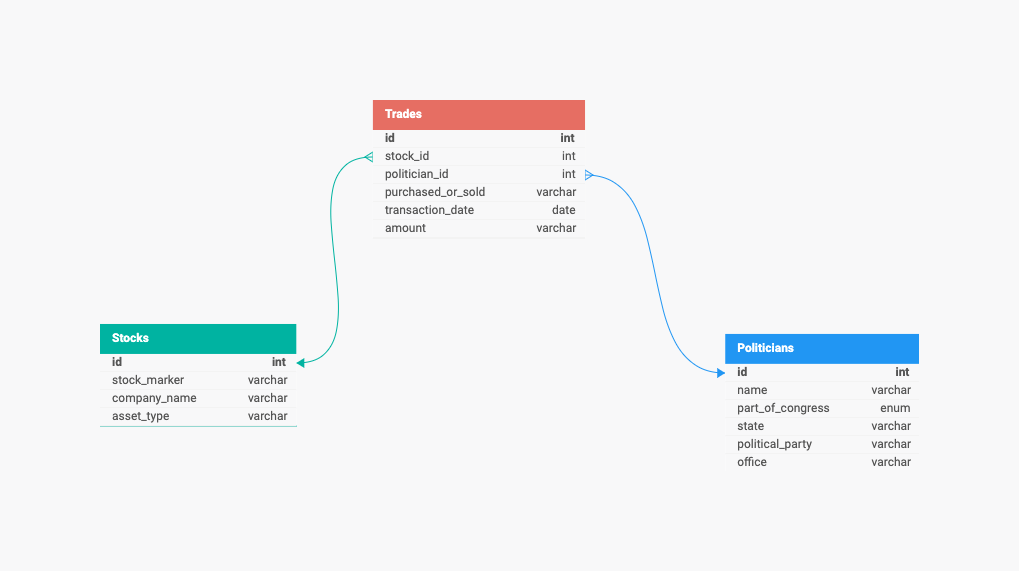 Trades
id int
stock_id int
politician_id int
purchased_or_sold varchar
transaction_date date
amount varchar
Stocks
id int
stock_marker varchar
company_name varchar
asset_type varchar
Politicians
id int
name varchar
part_of_congress enum
state varchar
political_party varchar
office varchar